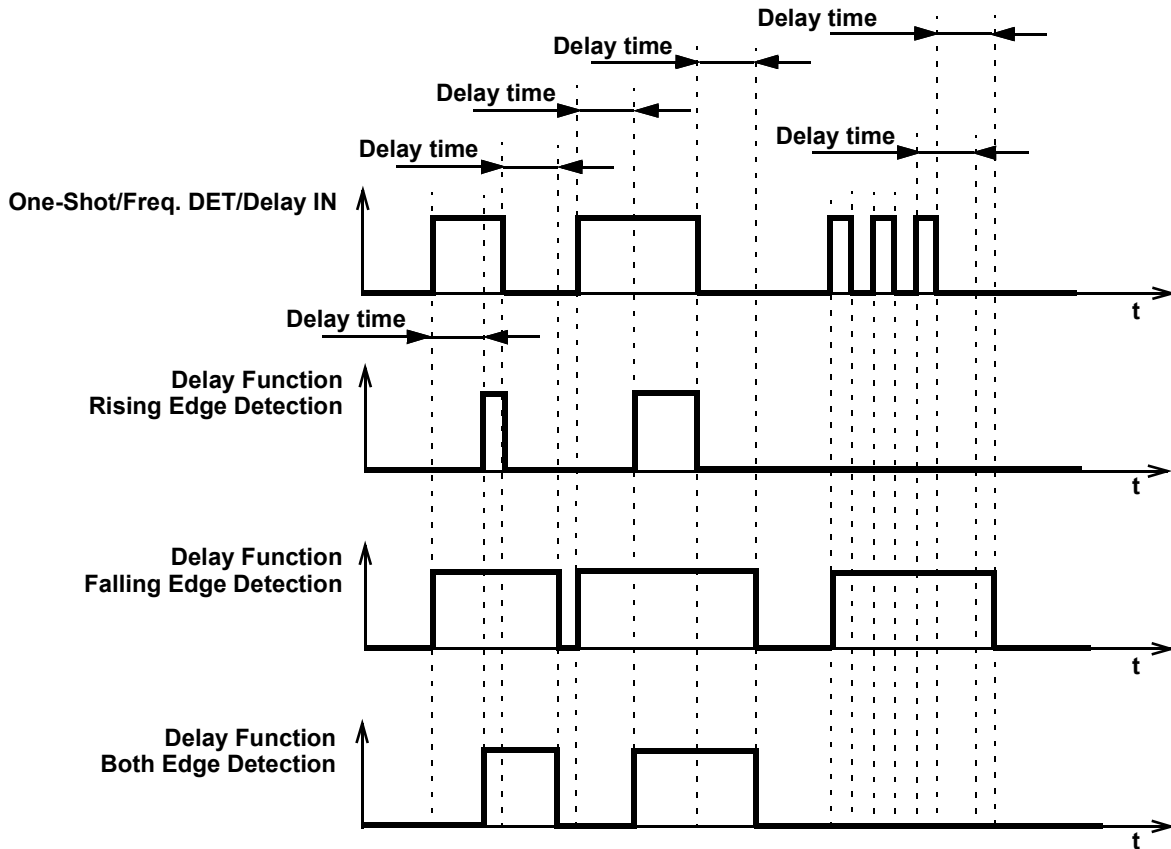 Delay time
Delay time
Delay time
Delay time
Delay time
One-Shot/Freq. DET/Delay IN
t
Delay time
Delay Function
Rising Edge Detection
t
Delay Function
Falling Edge Detection
t
Delay Function
Both Edge Detection
t